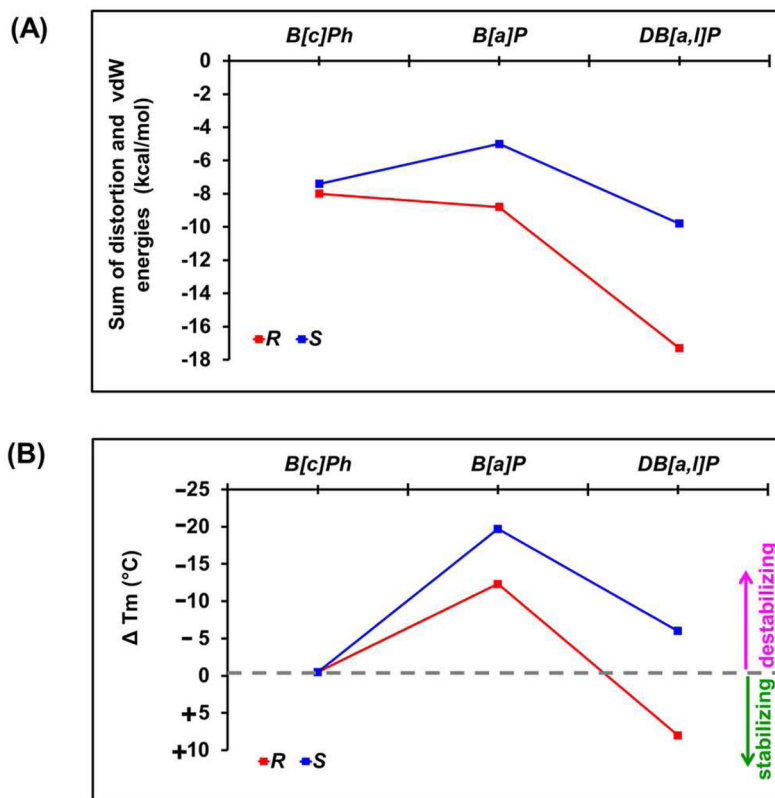 (A)
B[c]Ph B[a]P DB[a,l]P
Sum of distortion and vdW
energies (kcal/mol)
0
-2
-4
-6
-8
-10
-12
-14
-16
-18
R S
(B)
B[c]Ph B[a]P DB[a,l]P
Δ Tm (°C)
−25
−20
−15
−10
−5
0
+5
+10
R S
destabilizing
stabilizing